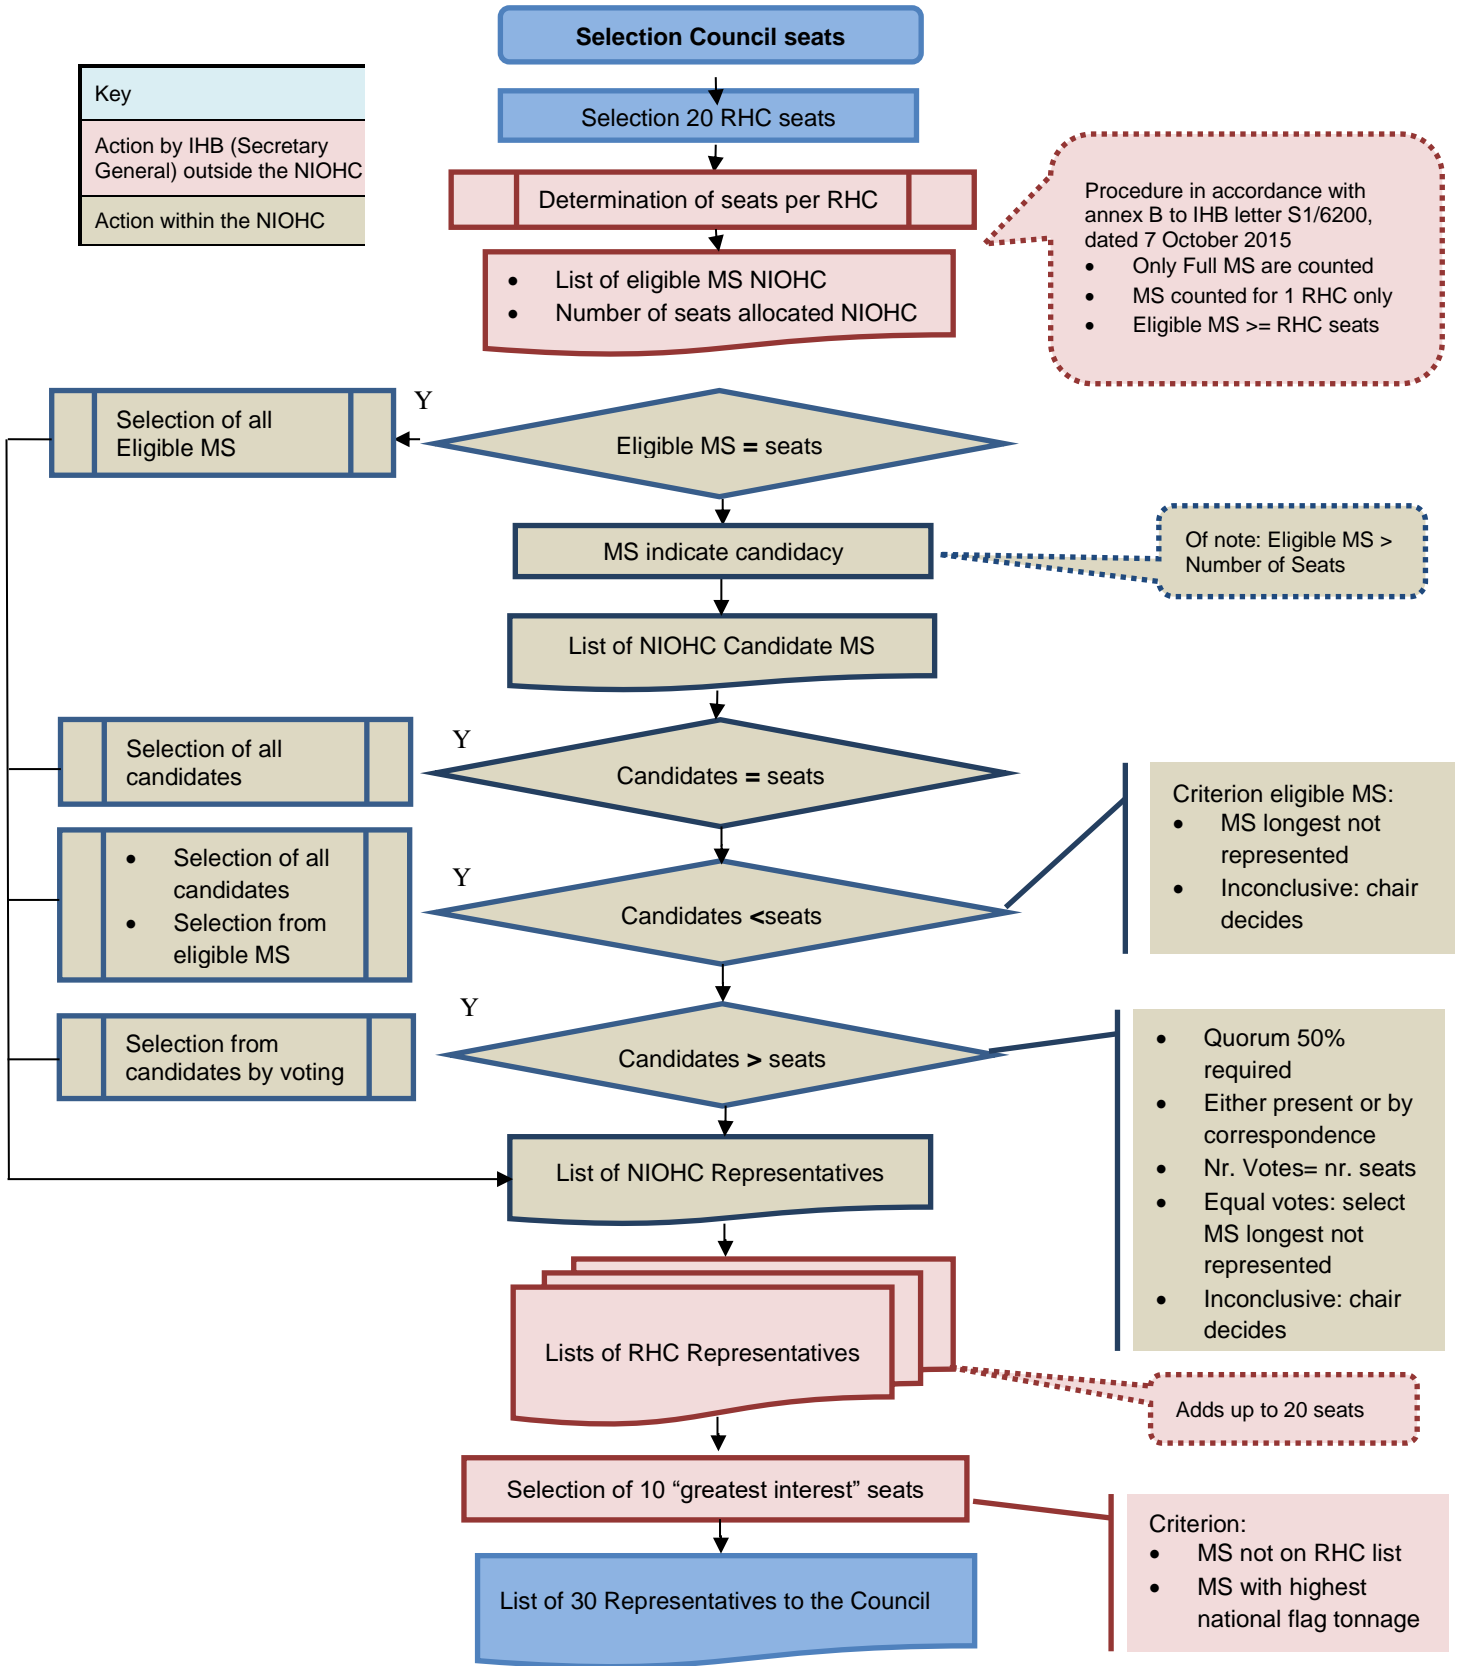 Selection Council seats
Key
Action by IHB (Secretary
General) outside the NIOHC
Action within the NIOHC
Selection 20 RHC seats
Determination of seats per RHC
Procedure in accordance with
annex B to IHB letter S1/6200,
dated 7 October 2015
• Only Full MS are counted
• MS counted for 1 RHC only
• Eligible MS >= RHC seats
• List of eligible MS NIOHC
• Number of seats allocated NIOHC
Selection of all
Eligible MS
Y
Eligible MS = seats
MS indicate candidacy
Of note: Eligible MS >
Number of Seats
List of NIOHC Candidate MS
Selection of all
candidates
Y
Candidates = seats
Criterion eligible MS:
• MS longest not
represented
• Inconclusive: chair
decides
• Selection of all
candidates
• Selection from
eligible MS
Y
Candidates <seats
Selection from
candidates by voting
Y
Candidates > seats
• Quorum 50%
required
• Either present or by
correspondence
• Nr. Votes= nr. seats
• Equal votes: select
MS longest not
represented
• Inconclusive: chair
decides
List of NIOHC Representatives
Lists of RHC Representatives
Adds up to 20 seats
Selection of 10 “greatest interest” seats
Criterion:
• MS not on RHC list
• MS with highest
national flag tonnage
List of 30 Representatives to the Council